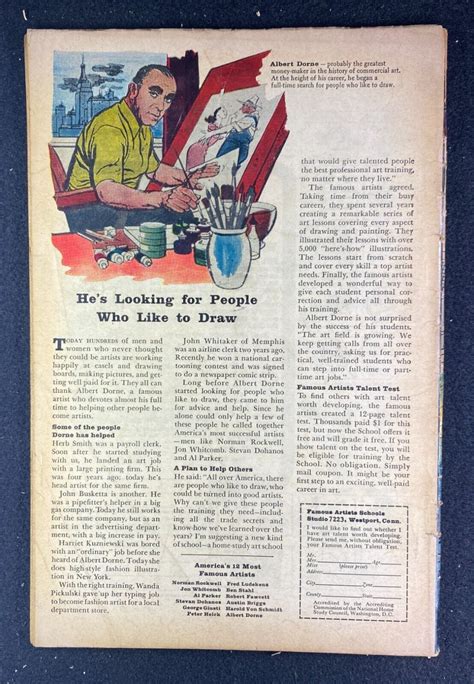 Albert Dorne — probably the greatest
money-maker in the history of commercial art.
At the height of his career, he began a
full-time search for people who like to draw.
He's Looking for People
Who Like to Draw
TODAY HUNDREDS of men and
women who never thought
they could be artists are working
happily at easels and drawing
boards, making pictures, and get-
ting well paid for it. They all can
thank Albert Dorne, a famous
artist who devotes almost his full
time to helping other people be-
come artists.
Some of the people
Dorne has helped
Herb Smith was a payroll clerk.
Soon after he started studying
with us, he landed an art job
with a large printing firm. This
was four years ago. today he's
head artist for the same firm.
John Busketta is another. He
was a pipefitter's helper in a big
gas company. Today he still works
for the same company, but as an
artist in the advertising depart-
ment, with a big increase in pay.
Harriet Kuzniewski was bored
with an "ordinary" job before she
heard of Albert Dorne. Today she
does high-style fashion illustration
in New York.
With the right training, Wanda
Pickulski gave up her typing job
to become fashion artist for a local
department store.
John Whitaker of Memphis
was an airline clerk two years ago.
Recently he won a national car-
tooning contest and was signed
to do a newspaper comic strip.
Long before Albert Dorne
started looking for people who
like to draw, they came to him
for advice and help. Since he
alone could only help a few of
these people he called together
America's most famous artists
—men like Norman Rockwell,
Jon Whitcomb, Stevan Dohanos
and Al Parker.
A Plan to Help Others
He said: "All over America, there
are people who like to draw, who
could be turned into good artists.
Why can't we give these people
the training they need—includ-
ing all the trade secrets and
know-how we've learned over the
years? I'm suggesting a new kind
of school—a home-study art school
America's 12 Most
Famous Artists
Norman Rockwell Fred Ludekens
Jon Whitcomb Ben Stahl
Al Parker Robert Fawcett
Stevan Dohanos Austin Briggs
George Giusti Harold Von Schmidt
Peter Helck Albert Dorne
that would give talented people
the best professional art training,
no matter where they live."
The famous artists agreed,
Taking time from their busy
careers, they spent several years
creating a remarkable series of
art lessons covering every aspect
of drawing and painting. They
illustrated their lessons with over
5,000 "here's-how" illustrations.
The lessons start from scratch
and cover every skill a top artist
needs. Finally, the famous artists
developed a wonderful way to
give each student personal cor-
rection and advice all through
his training.
Albert Dorne is not surprised
by the success of his students.
"The art field is growing. We
keep getting calls from all over
the country, asking us for prac-
tical, well-trained students who
can step into full-time or part-
time art jobs."
Famous Artists Talent Test
To find others with art talent
worth developing, the famous
artists created a 12-page talent
test. Thousands paid $1 for this
test, but now the School offers it
free and will grade it free. If you
show talent on the test, you will
be eligible for training by the
School. No obligation. Simply
mail coupon. It might be your
first step to an exciting, well-paid
career in art.
Famous Artists Schools
Studio 7223, Westport, Conn.
I would like to find out whether I
have art talent worth developing.
Please send me, without obligation,
your Famous Artists Talent Test.
Mr.
Mrs.
Miss Age
(please print)
Street
City Zone
County State
Accredited by the Accrediting
Commission of the National Home
Study Council, Washington, D.C.